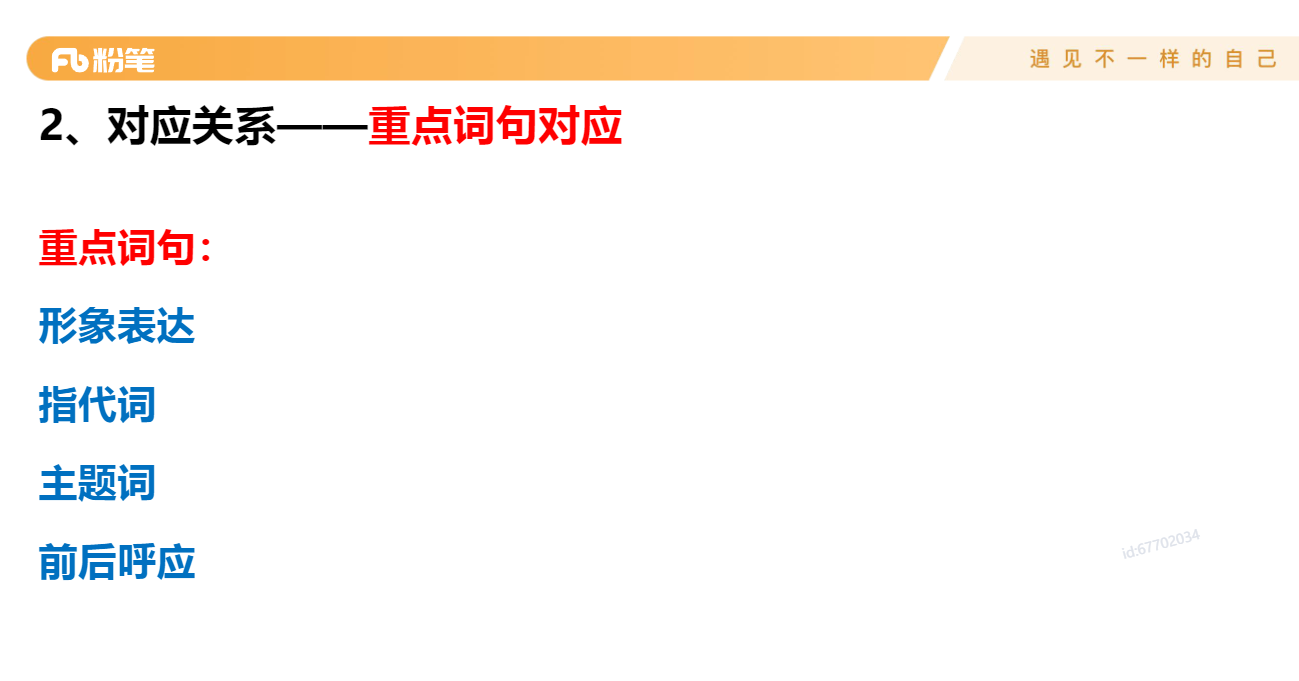 粉笔
遇见不一样的自己
2、对应关系——重点词句对应
重点词句：
形象表达
指代词
主题词
前后呼应
id:67702034